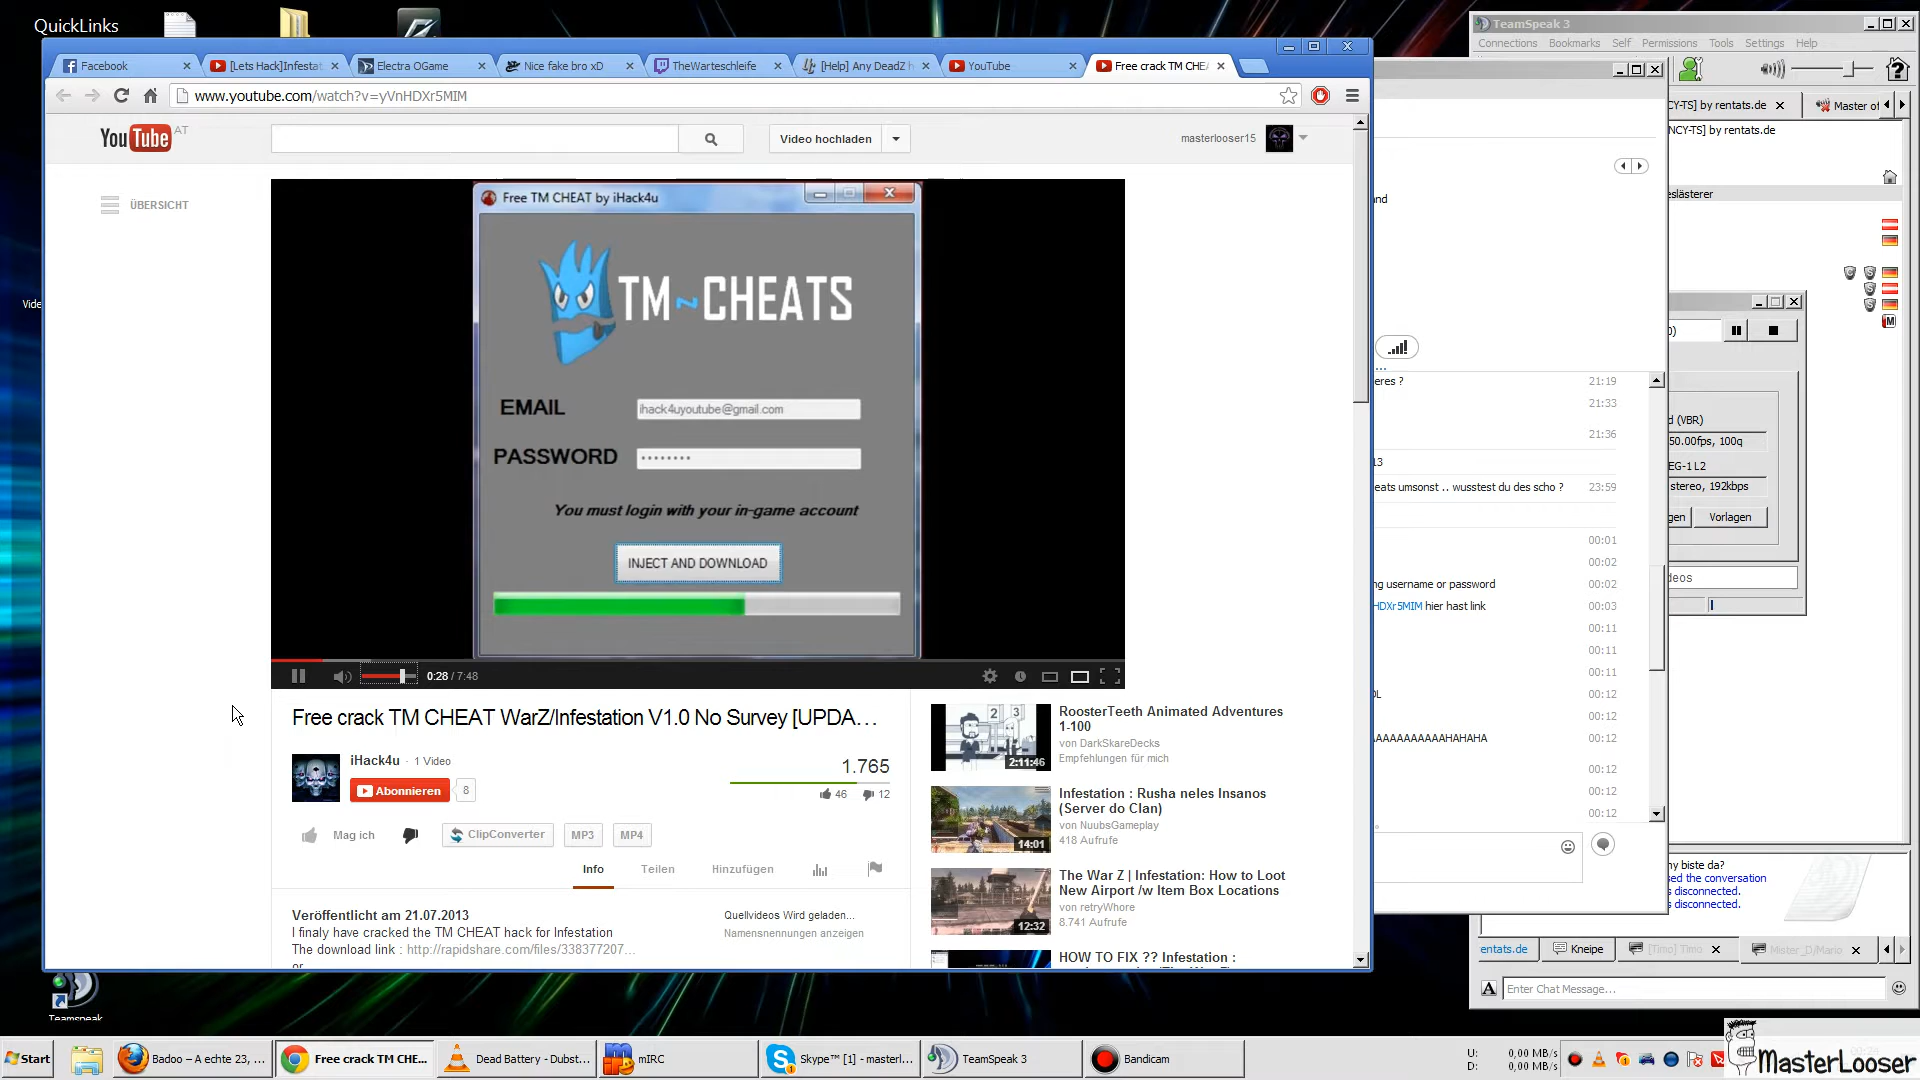 QuickLinks
Facebook
[Lets Hack]Infestat
Electra OGame
Nice fake bro xD
TheWarteschleife
[Help] Any DeadZ h
YouTube
Free crack TM CHE
www.youtube.com/watch?v=yVnHDXr5MIM
YouTube AT
Video hochladen
masterlooser15
ÜBERSICHT
Free TM CHEAT by iHack4u
TM~CHEATS
EMAIL
ihack4uyoutube@gmail.com
PASSWORD
You must login with your in-game account
INJECT AND DOWNLOAD
0:28 / 7:48
Free crack TM CHEAT WarZ/Infestation V1.0 No Survey [UPDA...
iHack4u · 1 Video
Abonnieren
8
1.765
46
12
Mag ich
ClipConverter
MP3
MP4
Info
Teilen
Hinzufügen
Veröffentlicht am 21.07.2013
I finaly have cracked the TM CHEAT hack for Infestation
The download link : http://rapidshare.com/files/338377207...
Quellvideos Wird geladen...
Namensnennungen anzeigen
2 3
2:11:46
RoosterTeeth Animated Adventures
1-100
von DarkSkareDecks
Empfehlungen für mich
14:01
Infestation : Rusha neles Insanos
(Server do Clan)
von NuubsGameplay
418 Aufrufe
12:32
The War Z | Infestation: How to Loot
New Airport /w Item Box Locations
von retryWhore
8.741 Aufrufe
HOW TO FIX ?? Infestation :
TeamSpeak 3
Connections
Bookmarks
Self
Permissions
Tools
Settings
Help
CY-TS] by rentats.de
Master of
NCY-TS] by rentats.de
eslästerer
nd
eres ?
21:19
21:33
21:36
13
eats umsonst .. wusstest du des scho ?
23:59
00:01
00:02
ng username or password
00:02
HDXr5MIM hier hast link
00:03
00:11
00:11
00:11
00:12
00:12
AAAAAAAAAAHAHAHA
00:12
00:12
00:12
00:12
d (VBR)
50.00fps, 100q
EG-1 L2
stereo, 192kbps
gen
Vorlagen
deos
my biste da?
sed the conversation
s disconnected.
s disconnected.
entats.de
Kneipe
[Timo] Timo
Mister_D/Mario
Enter Chat Message...
Teamspeak
Start
Badoo – A echte 23, ...
Free crack TM CHE...
Dead Battery - Dubst...
mIRC
Skype™ [1] - masterl...
TeamSpeak 3
Bandicam
U: 0,00 MB/s
D: 0,00 MB/s
MasterLooser